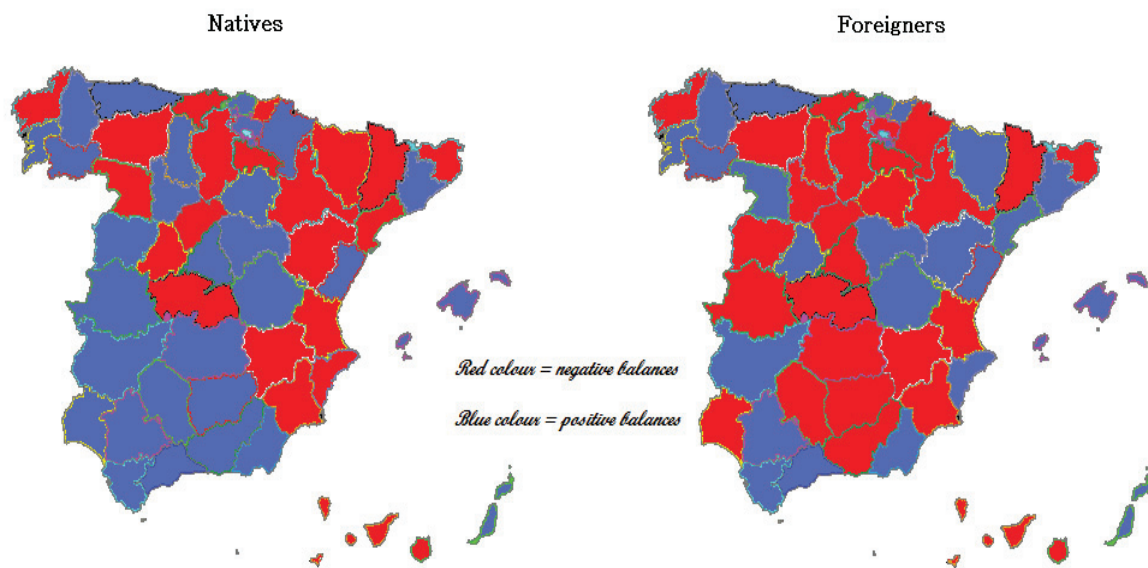 Natives
Foreigners
Red colour = negative balances
Blue colour = positive balances